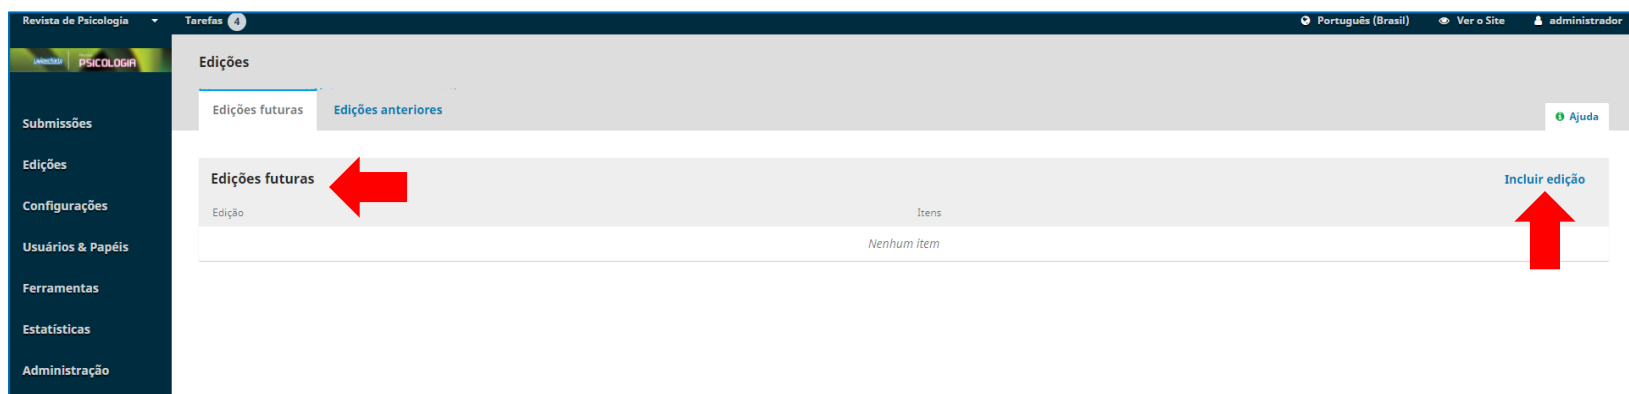 Revista de Psicologia Tarefas 4 Português (Brasil) Ver o Site administrador
PSICOLOGIA
Edições
Edições futuras Edições anteriores
Ajuda
Submissões
Edições
Configurações
Usuários & Papéis
Ferramentas
Estatísticas
Administração
Edições futuras Incluir edição
Edição Itens
Nenhum item